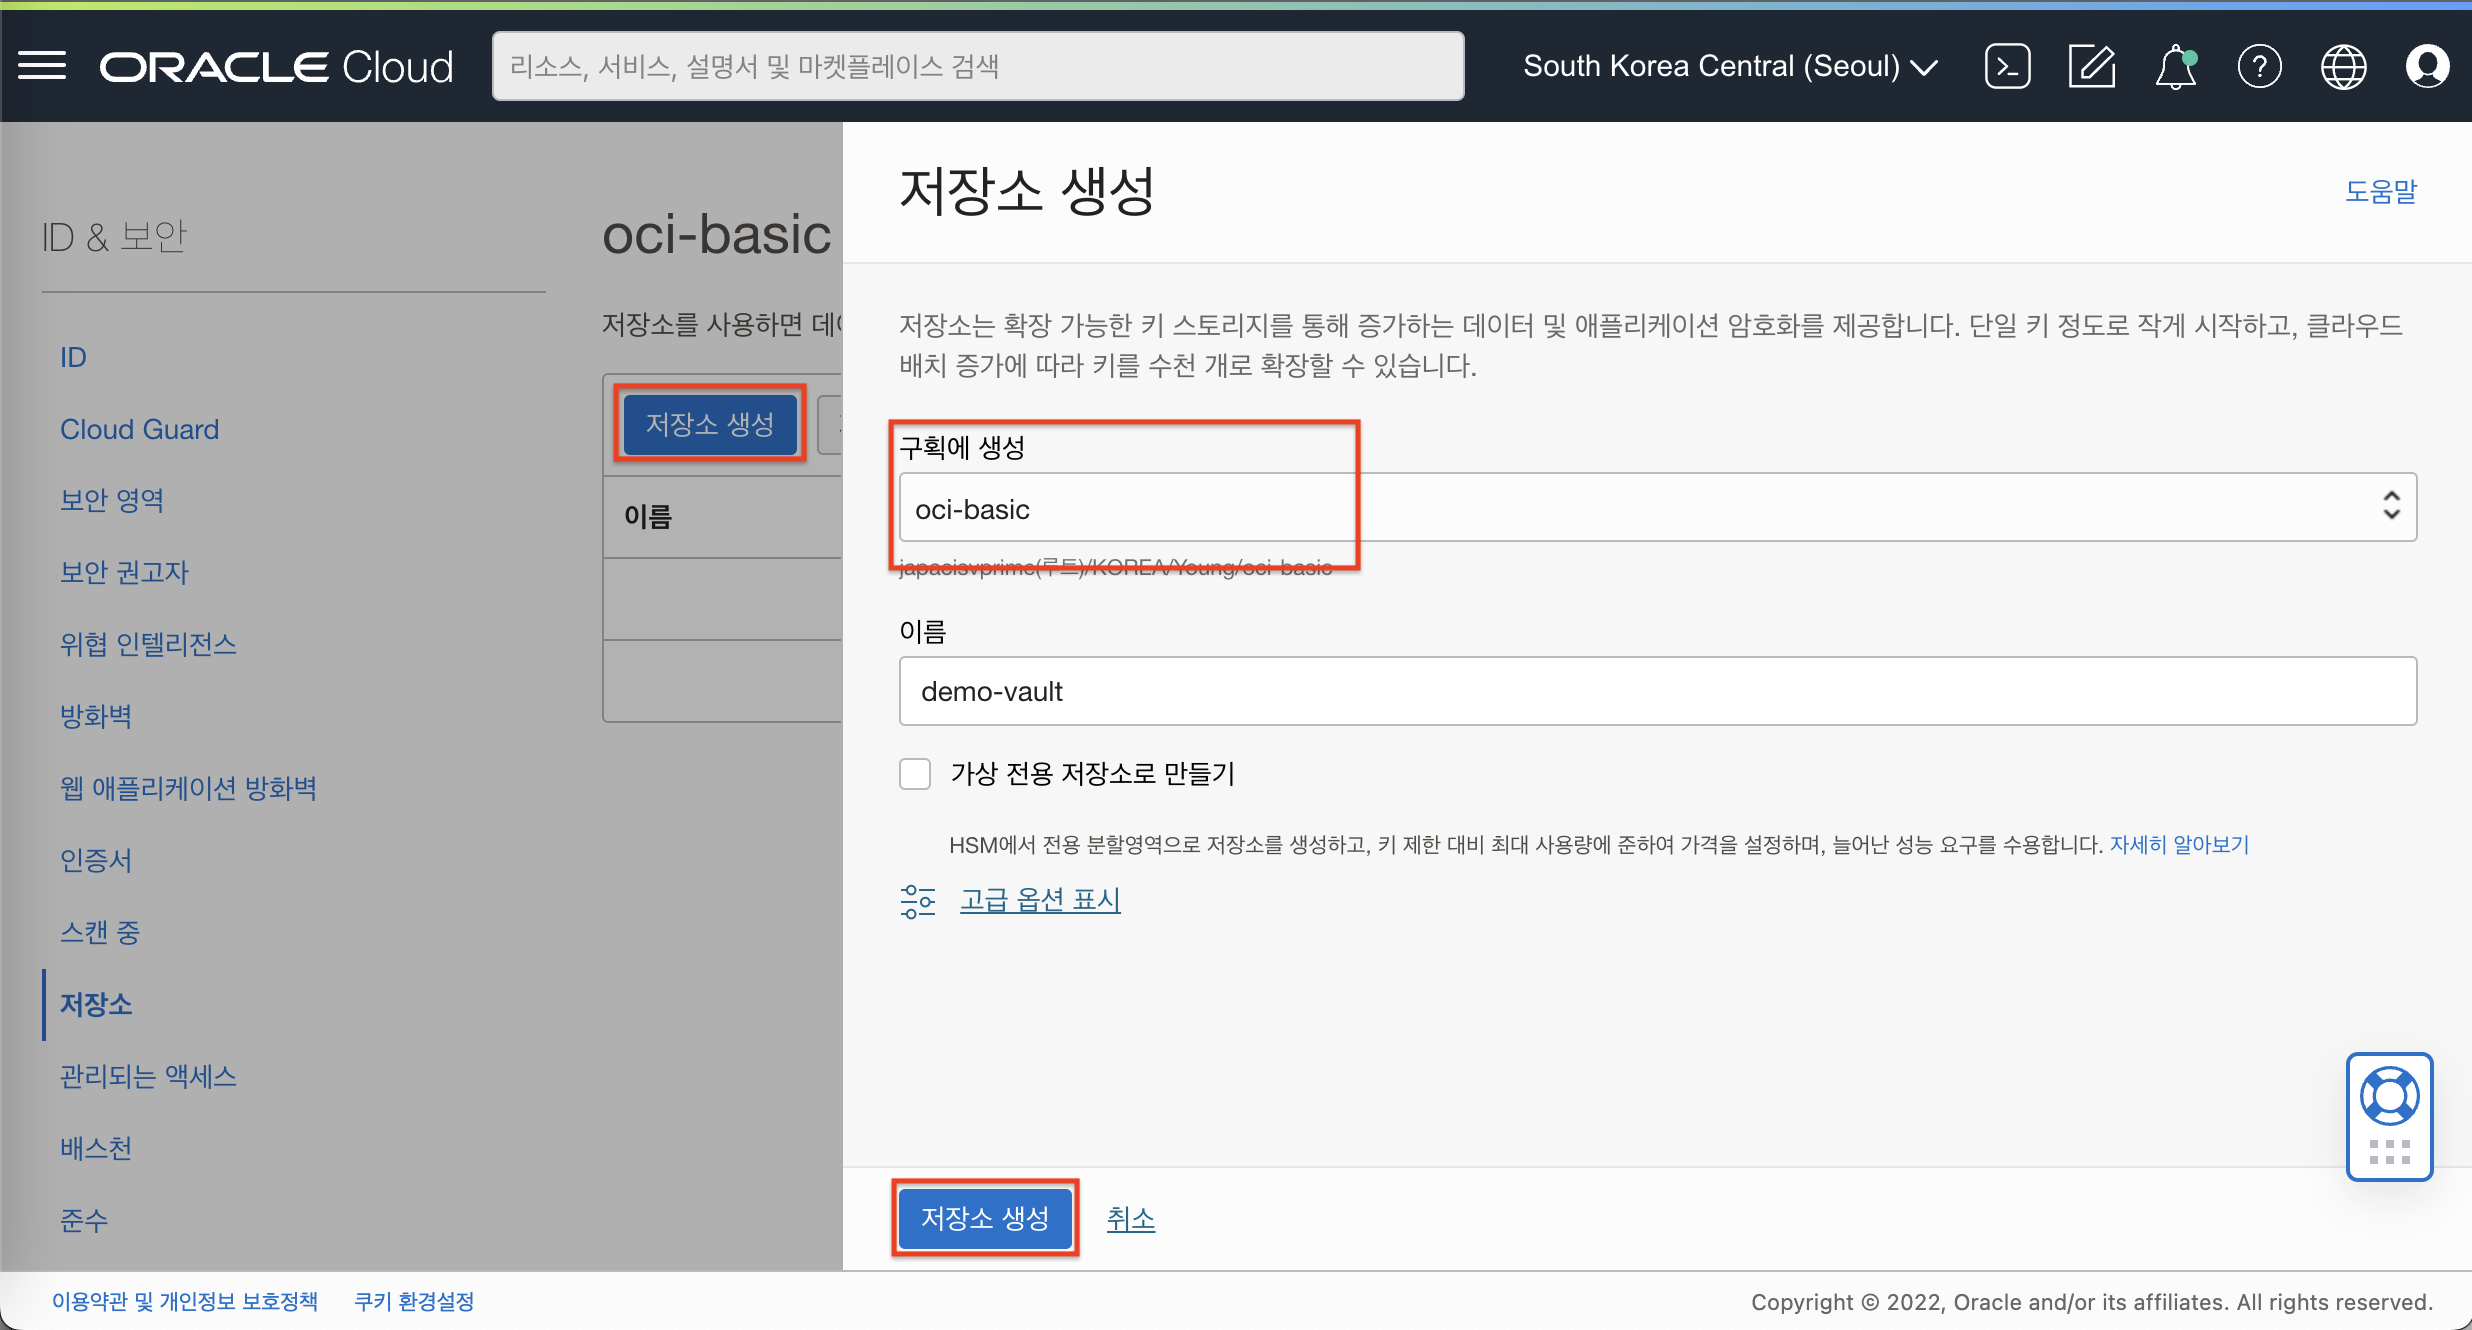 ORACLE Cloud
리소스, 서비스, 설명서 및 마켓플레이스 검색
South Korea Central (Seoul)
ID & 보안
ID
Cloud Guard
보안 영역
보안 권고자
위협 인텔리전스
방화벽
웹 애플리케이션 방화벽
인증서
스캔 중
저장소
관리되는 액세스
배스천
준수
oci-basic
저장소를 사용하면
저장소 생성
이름
저장소 생성
도움말
저장소는 확장 가능한 키 스토리지를 통해 증가하는 데이터 및 애플리케이션 암호화를 제공합니다. 단일 키 정도로 작게 시작하고, 클라우드
배치 증가에 따라 키를 수천 개로 확장할 수 있습니다.
구획에 생성
oci-basic
japacisvprime(루트)/KOREA/Young/oci-basic
이름
demo-vault
가상 전용 저장소로 만들기
HSM에서 전용 분할영역으로 저장소를 생성하고, 키 제한 대비 최대 사용량에 준하여 가격을 설정하며, 늘어난 성능 요구를 수용합니다. 자세히 알아보기
고급 옵션 표시
저장소 생성
취소
이용약관 및 개인정보 보호정책
쿠키 환경설정
Copyright © 2022, Oracle and/or its affiliates. All rights reserved.